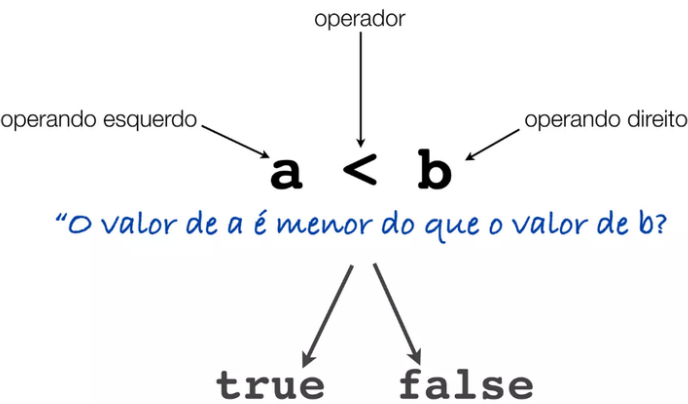 operador
operando esquerdo
operando direito
a < b
“O valor de a é menor do que o valor de b?
true false